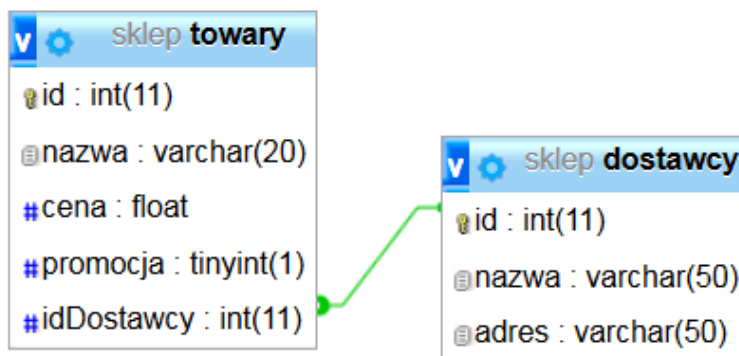 v sklep towary
id : int(11)
nazwa : varchar(20)
#cena : float
#promocja : tinyint(1)
#idDostawcy : int(11)
v sklep dostawcy
id : int(11)
nazwa : varchar(50)
adres : varchar(50)